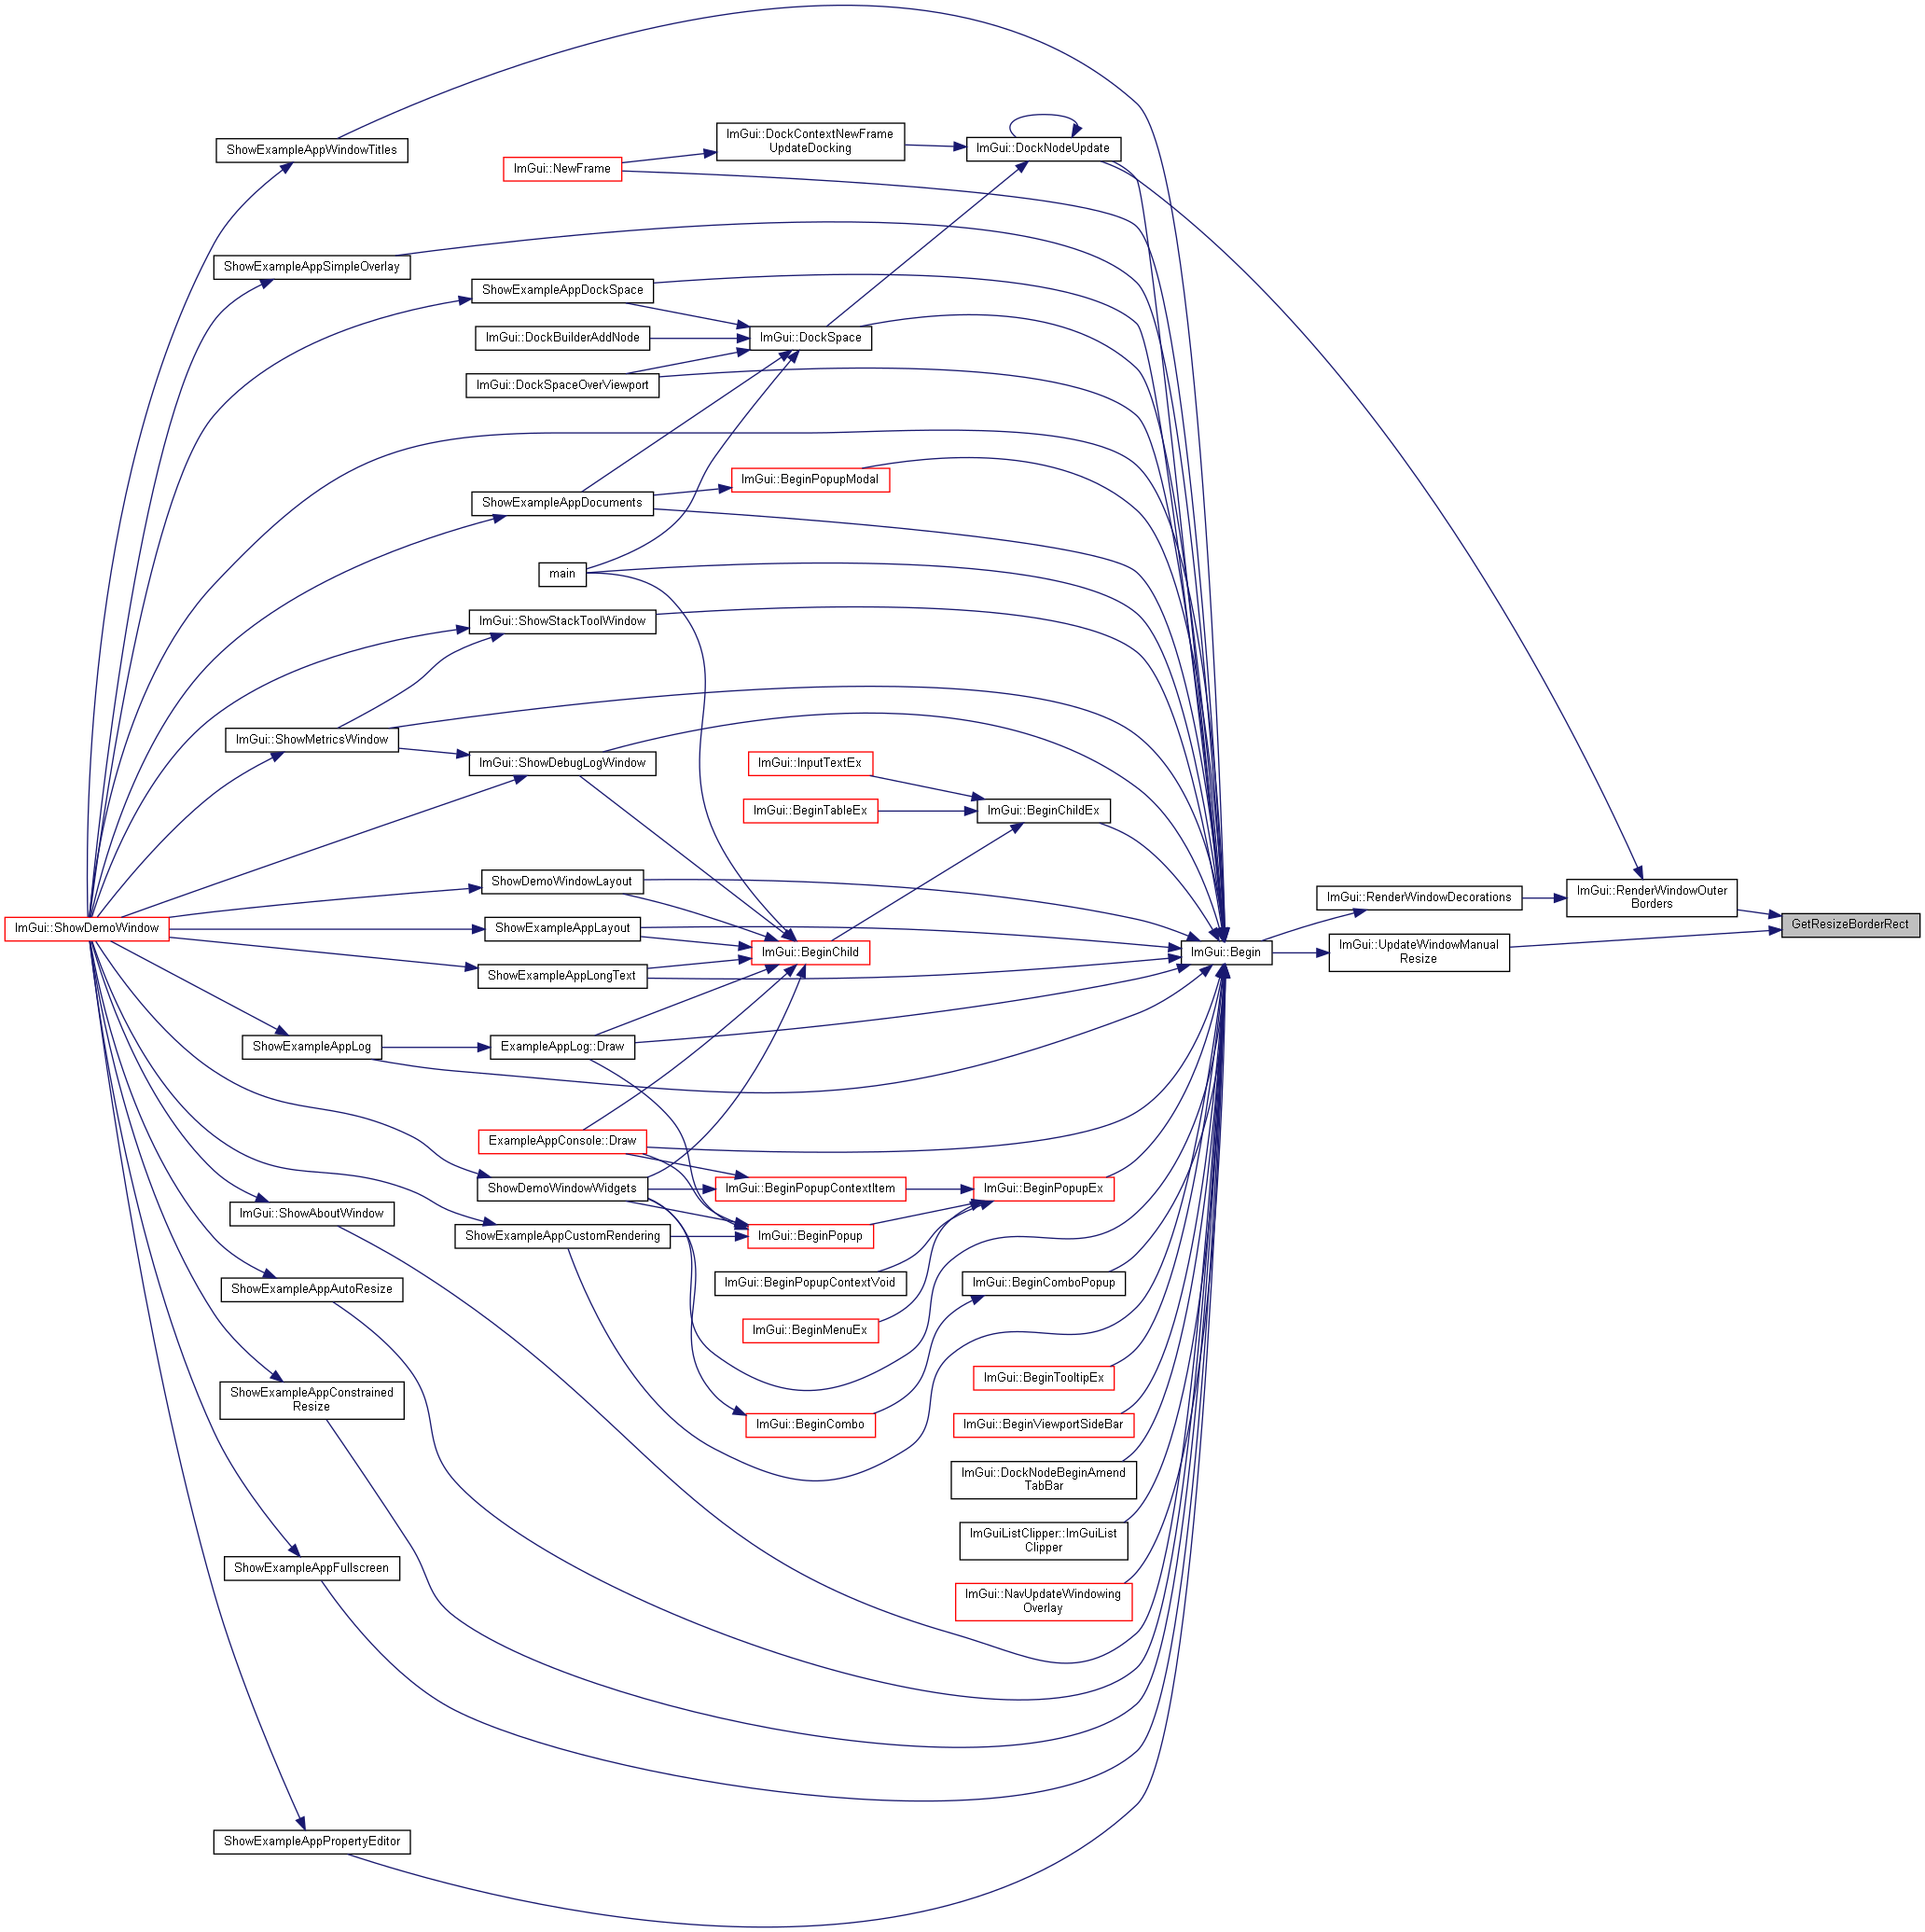 ShowExampleAppWindowTitles
ImGui::DockContextNewFrame
UpdateDocking
ImGui::DockNodeUpdate
ImGui::NewFrame
ShowExampleAppSimpleOverlay
ShowExampleAppDockSpace
ImGui::DockBuilderAddNode
ImGui::DockSpace
ImGui::DockSpaceOverViewport
ImGui::BeginPopupModal
ShowExampleAppDocuments
main
ImGui::ShowStackToolWindow
ImGui::ShowMetricsWindow
ImGui::ShowDebugLogWindow
ImGui::InputTextEx
ImGui::BeginTableEx
ImGui::BeginChildEx
ShowDemoWindowLayout
ImGui::RenderWindowDecorations
ImGui::RenderWindowOuter
Borders
GetResizeBorderRect
ImGui::ShowDemoWindow
ShowExampleAppLayout
ImGui::BeginChild
ImGui::Begin
ImGui::UpdateWindowManual
Resize
ShowExampleAppLongText
ShowExampleAppLog
ExampleAppLog::Draw
ExampleAppConsole::Draw
ShowDemoWindowWidgets
ImGui::BeginPopupContextItem
ImGui::BeginPopupEx
ImGui::ShowAboutWindow
ShowExampleAppCustomRendering
ImGui::BeginPopup
ShowExampleAppAutoResize
ImGui::BeginPopupContextVoid
ImGui::BeginComboPopup
ImGui::BeginMenuEx
ImGui::BeginTooltipEx
ShowExampleAppConstrained
Resize
ImGui::BeginCombo
ImGui::BeginViewportSideBar
ImGui::DockNodeBeginAmend
TabBar
ImGuiListClipper::ImGuiList
Clipper
ShowExampleAppFullscreen
ImGui::NavUpdateWindowing
Overlay
ShowExampleAppPropertyEditor